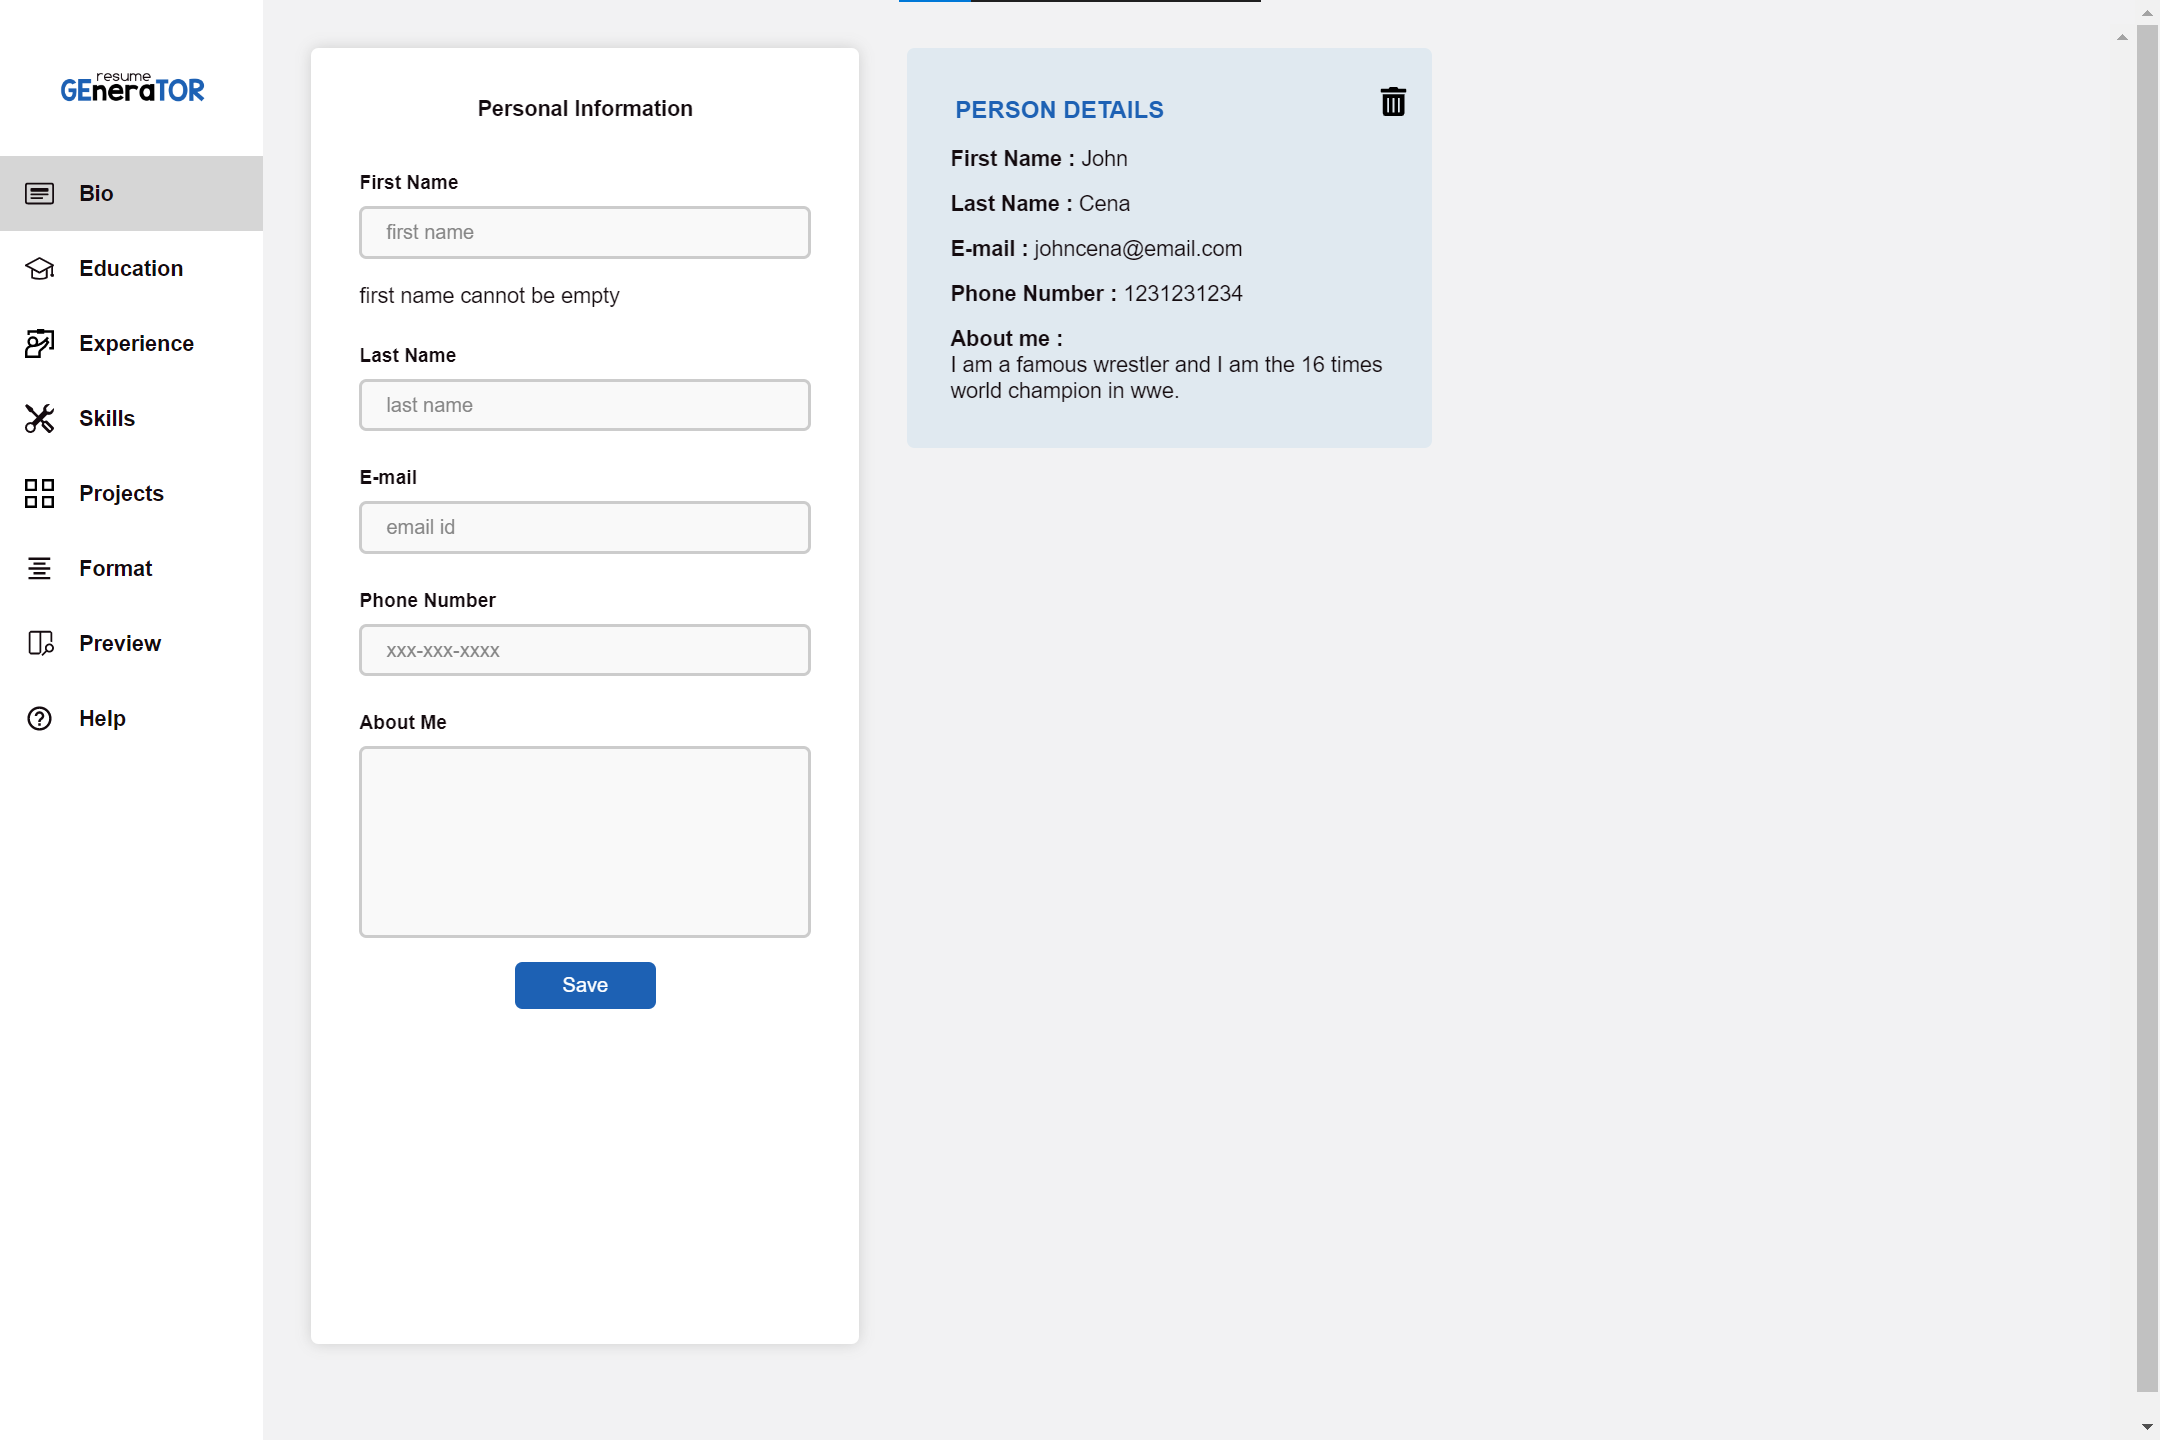 resume
GEneraTOR
Bio
Education
Experience
Skills
Projects
Format
Preview
Help
Personal Information
First Name
first name
first name cannot be empty
Last Name
last name
E-mail
email id
Phone Number
xxx-xxx-xxxx
About Me
Save
PERSON DETAILS
First Name : John
Last Name : Cena
E-mail : johncena@email.com
Phone Number : 1231231234
About me :
I am a famous wrestler and I am the 16 times
world champion in wwe.